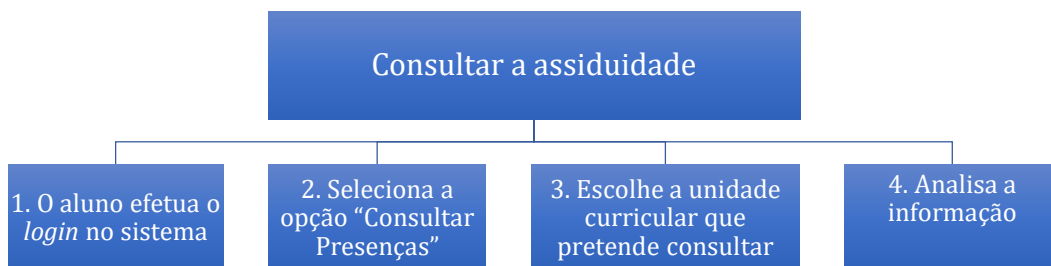 Consultar a assiduidade
1. O aluno efetua o
login no sistema
2. Seleciona a
opção “Consultar
Presenças”
3. Escolhe a unidade
curricular que
pretende consultar
4. Analisa a
informação